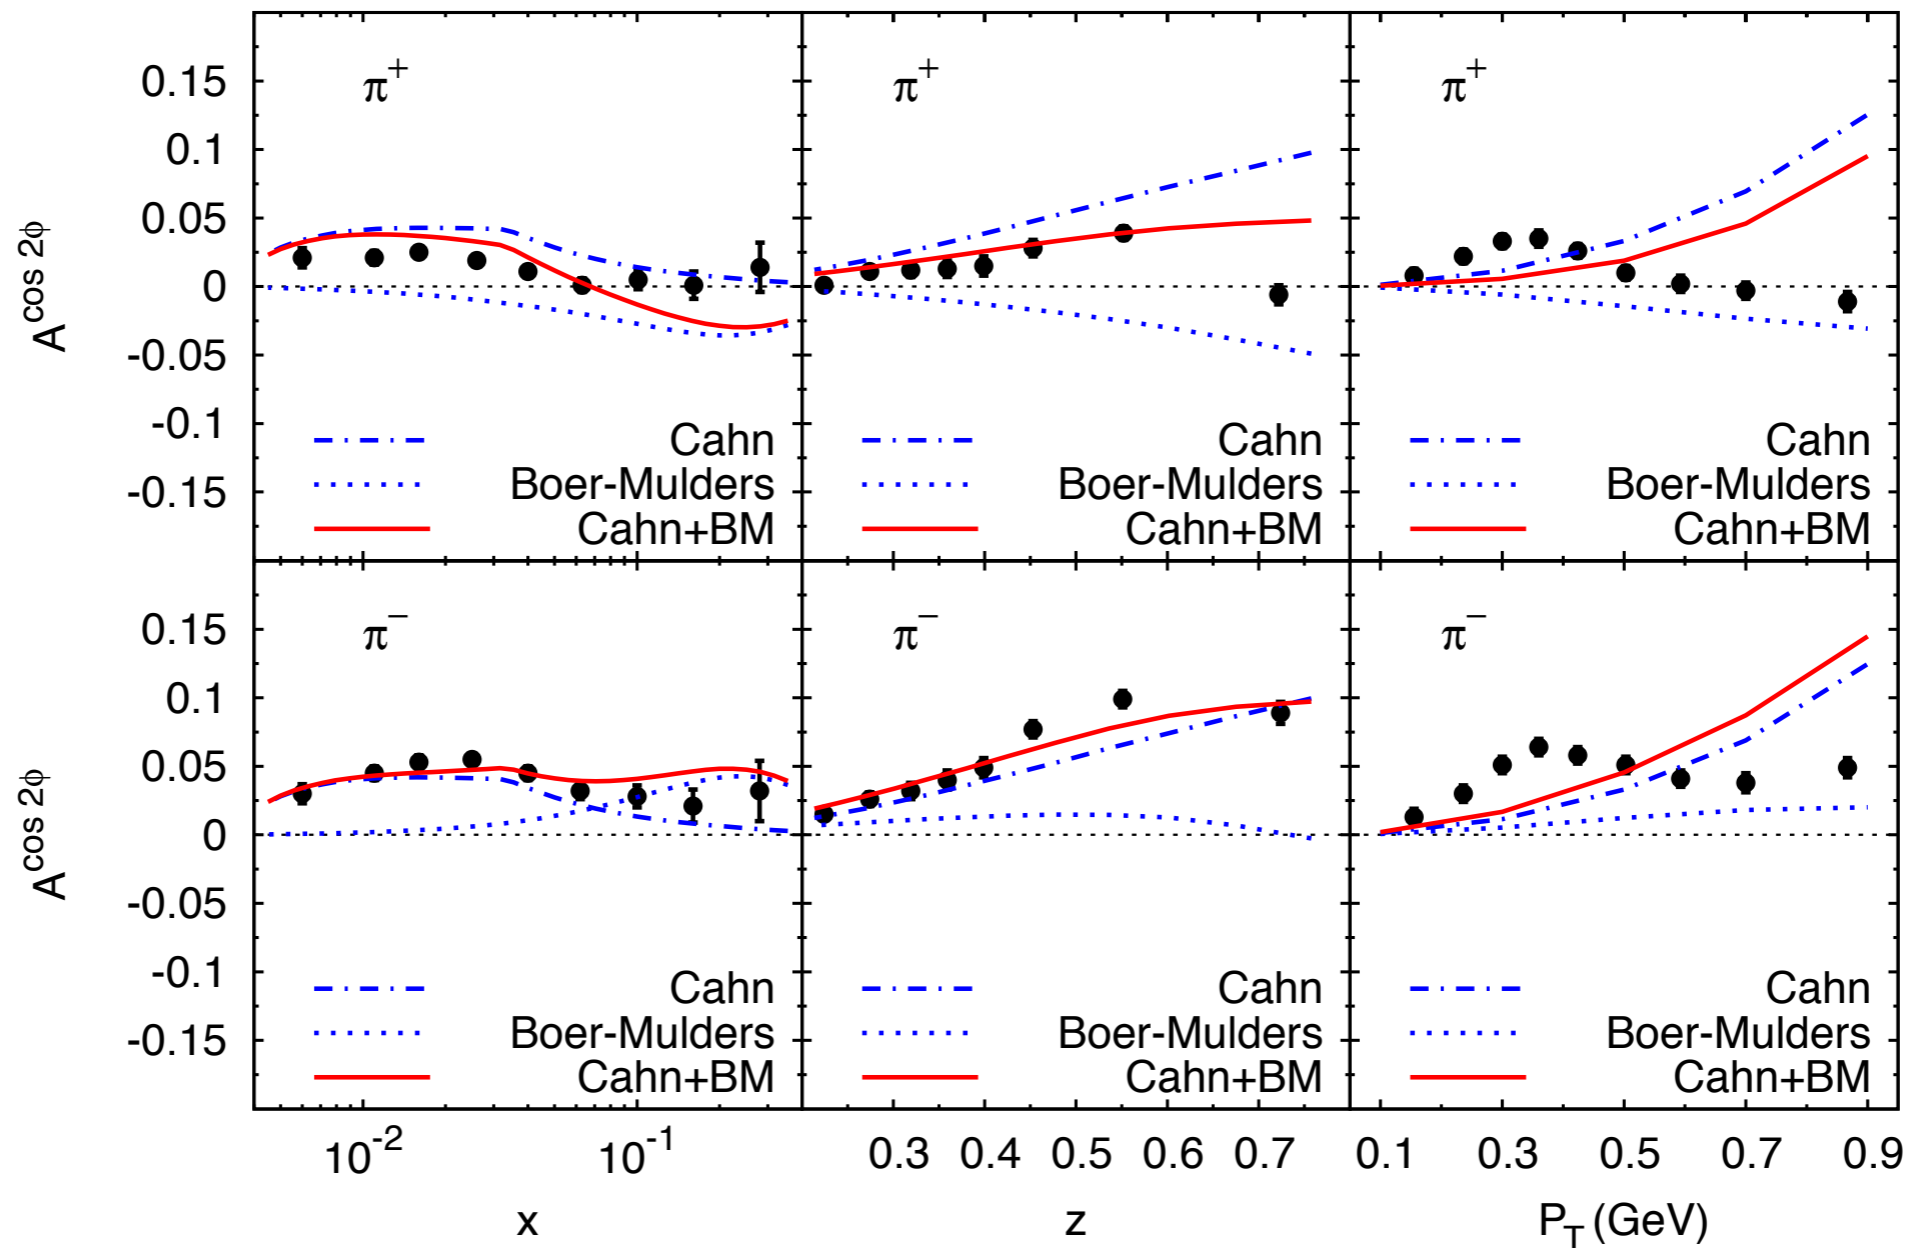 π⁺ π⁺ π⁺
0.15
0.1
0.05
0
-0.05
-0.1
-0.15
A^cos 2ϕ
Cahn Cahn Cahn
Boer-Mulders Boer-Mulders Boer-Mulders
Cahn+BM Cahn+BM Cahn+BM
π⁻ π⁻ π⁻
0.15
0.1
0.05
0
-0.05
-0.1
-0.15
A^cos 2ϕ
Cahn Cahn Cahn
Boer-Mulders Boer-Mulders Boer-Mulders
Cahn+BM Cahn+BM Cahn+BM
10⁻² 10⁻¹ 0.3 0.4 0.5 0.6 0.7 0.1 0.3 0.5 0.7 0.9
x z P_T (GeV)